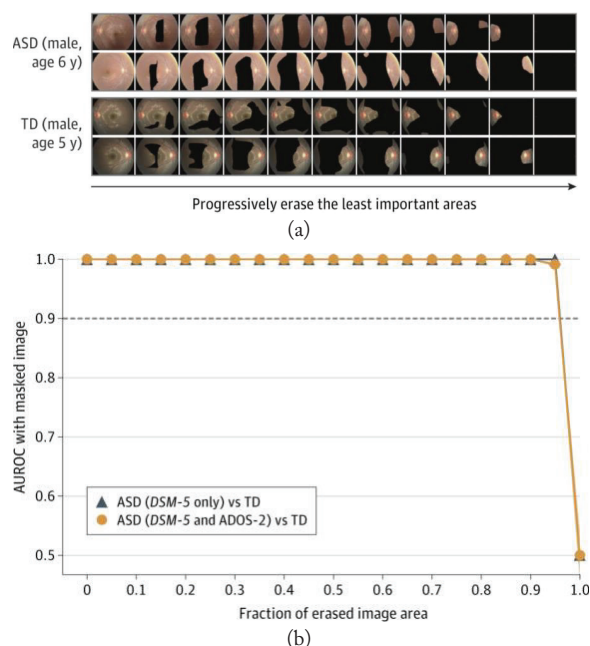 ASD (male,
age 6 y)
TD (male,
age 5 y)
Progressively erase the least important areas
(a)
1.0
0.9
0.8
0.7
0.6
0.5
AUROC with masked image
ASD (DSM-5 only) vs TD
ASD (DSM-5 and ADOS-2) vs TD
0 0.1 0.2 0.3 0.4 0.5 0.6 0.7 0.8 0.9 1.0
Fraction of erased image area
(b)